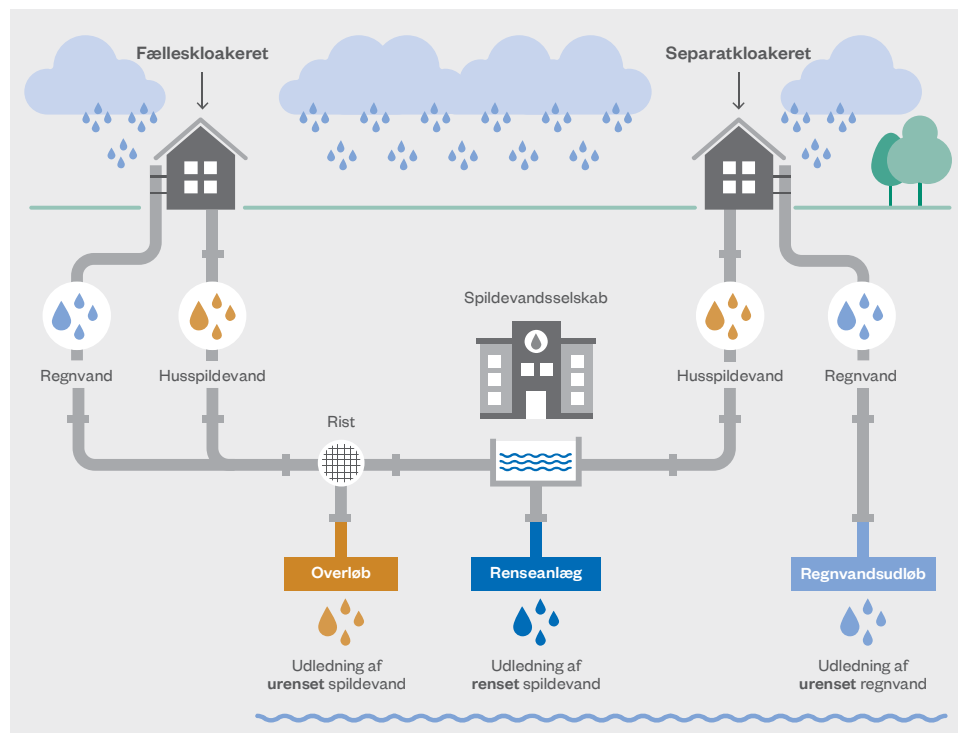 Fælleskloakeret
Separatkloakeret
Spildevandsselskab
Regnvand
Husspildevand
Husspildevand
Regnvand
Rist
Overløb
Renseanlæg
Regnvandsudløb
Udledning af
urenset spildevand
Udledning af
renset spildevand
Udledning af
urenset regnvand